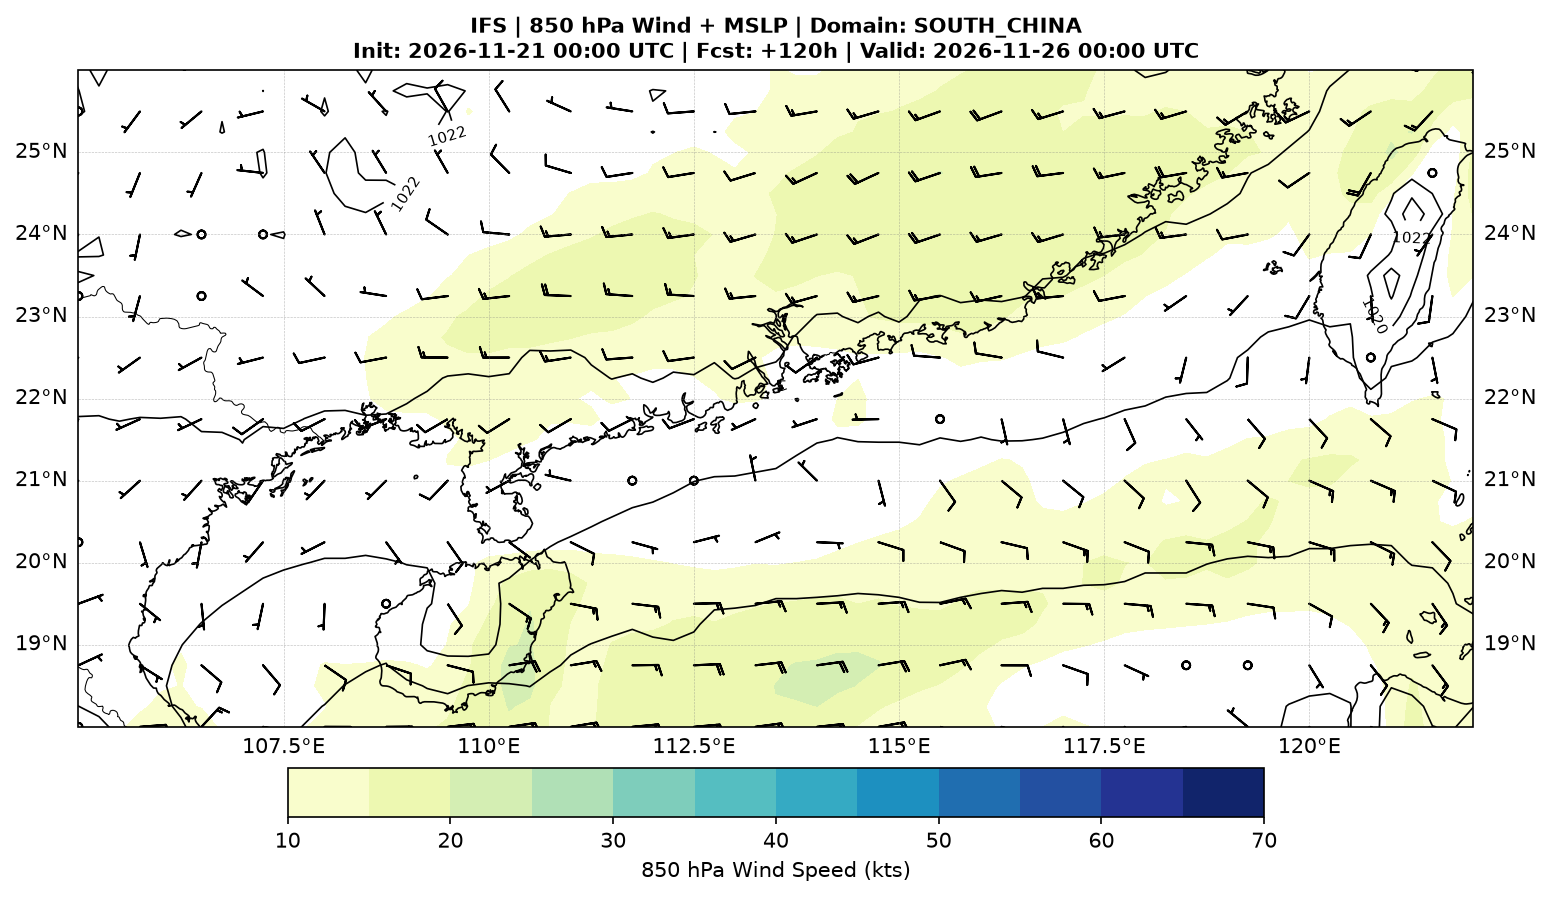 IFS | 850 hPa Wind + MSLP | Domain: SOUTH_CHINA
Init: 2026-11-21 00:00 UTC | Fcst: +120h | Valid: 2026-11-26 00:00 UTC
1022
1022
1022
1020
25°N
24°N
23°N
22°N
21°N
20°N
19°N
25°N
24°N
23°N
22°N
21°N
20°N
19°N
107.5°E
110°E
112.5°E
115°E
117.5°E
120°E
10
20
30
40
50
60
70
850 hPa Wind Speed (kts)